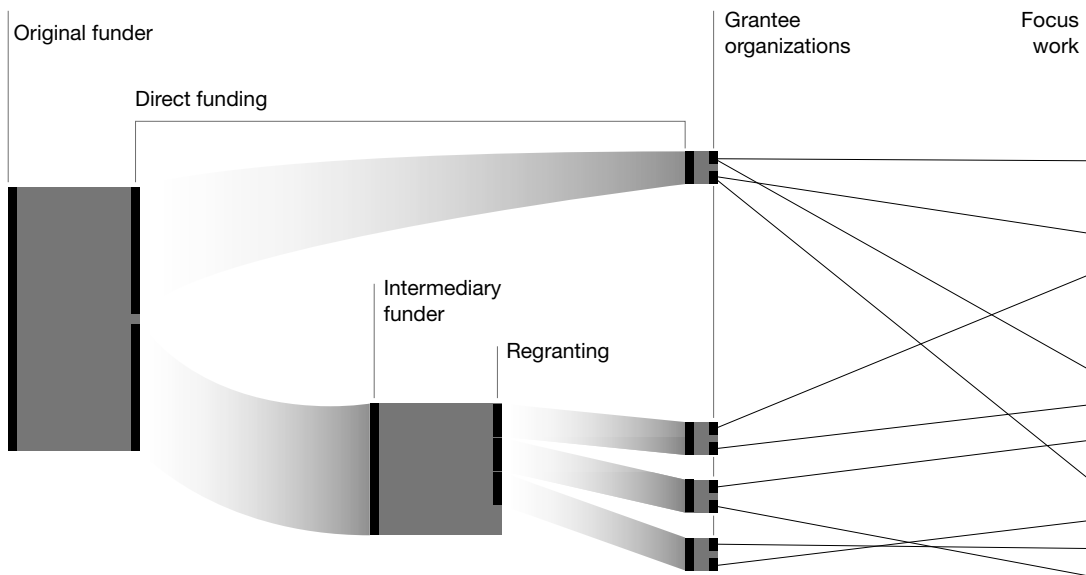 Original funder
Direct funding
Intermediary
funder
Regranting
Grantee
organizations
Focus
work